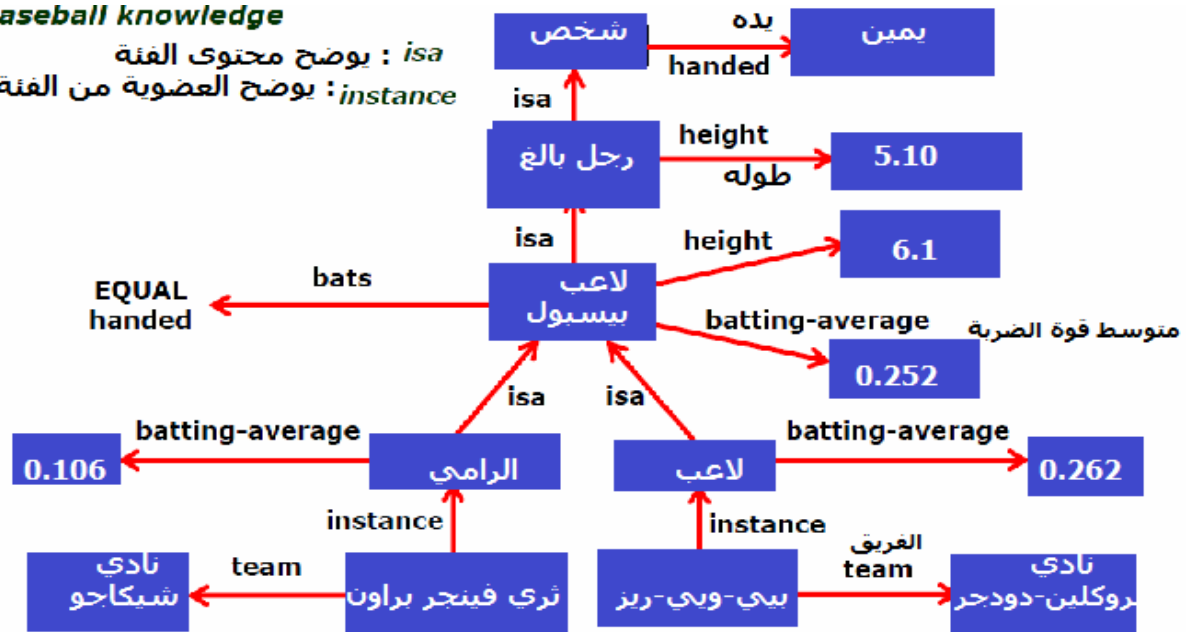 aseball knowledge
isa : يوضح محتوى الفئة
instance : يوضح العضوية من الفئة
شخص
يده
handed
يمين
isa
رجل بالغ
height
طوله
5.10
isa
height
6.1
لاعب
بيسبول
bats
EQUAL
handed
batting-average
متوسط قوة الضربة
0.252
isa
isa
batting-average
0.106
الرامي
لاعب
batting-average
0.262
instance
instance
نادي
شيكاجو
team
ثري فينجر براون
بيي-ويي-ريز
الفريق
team
نادي
روكلين-دودجر